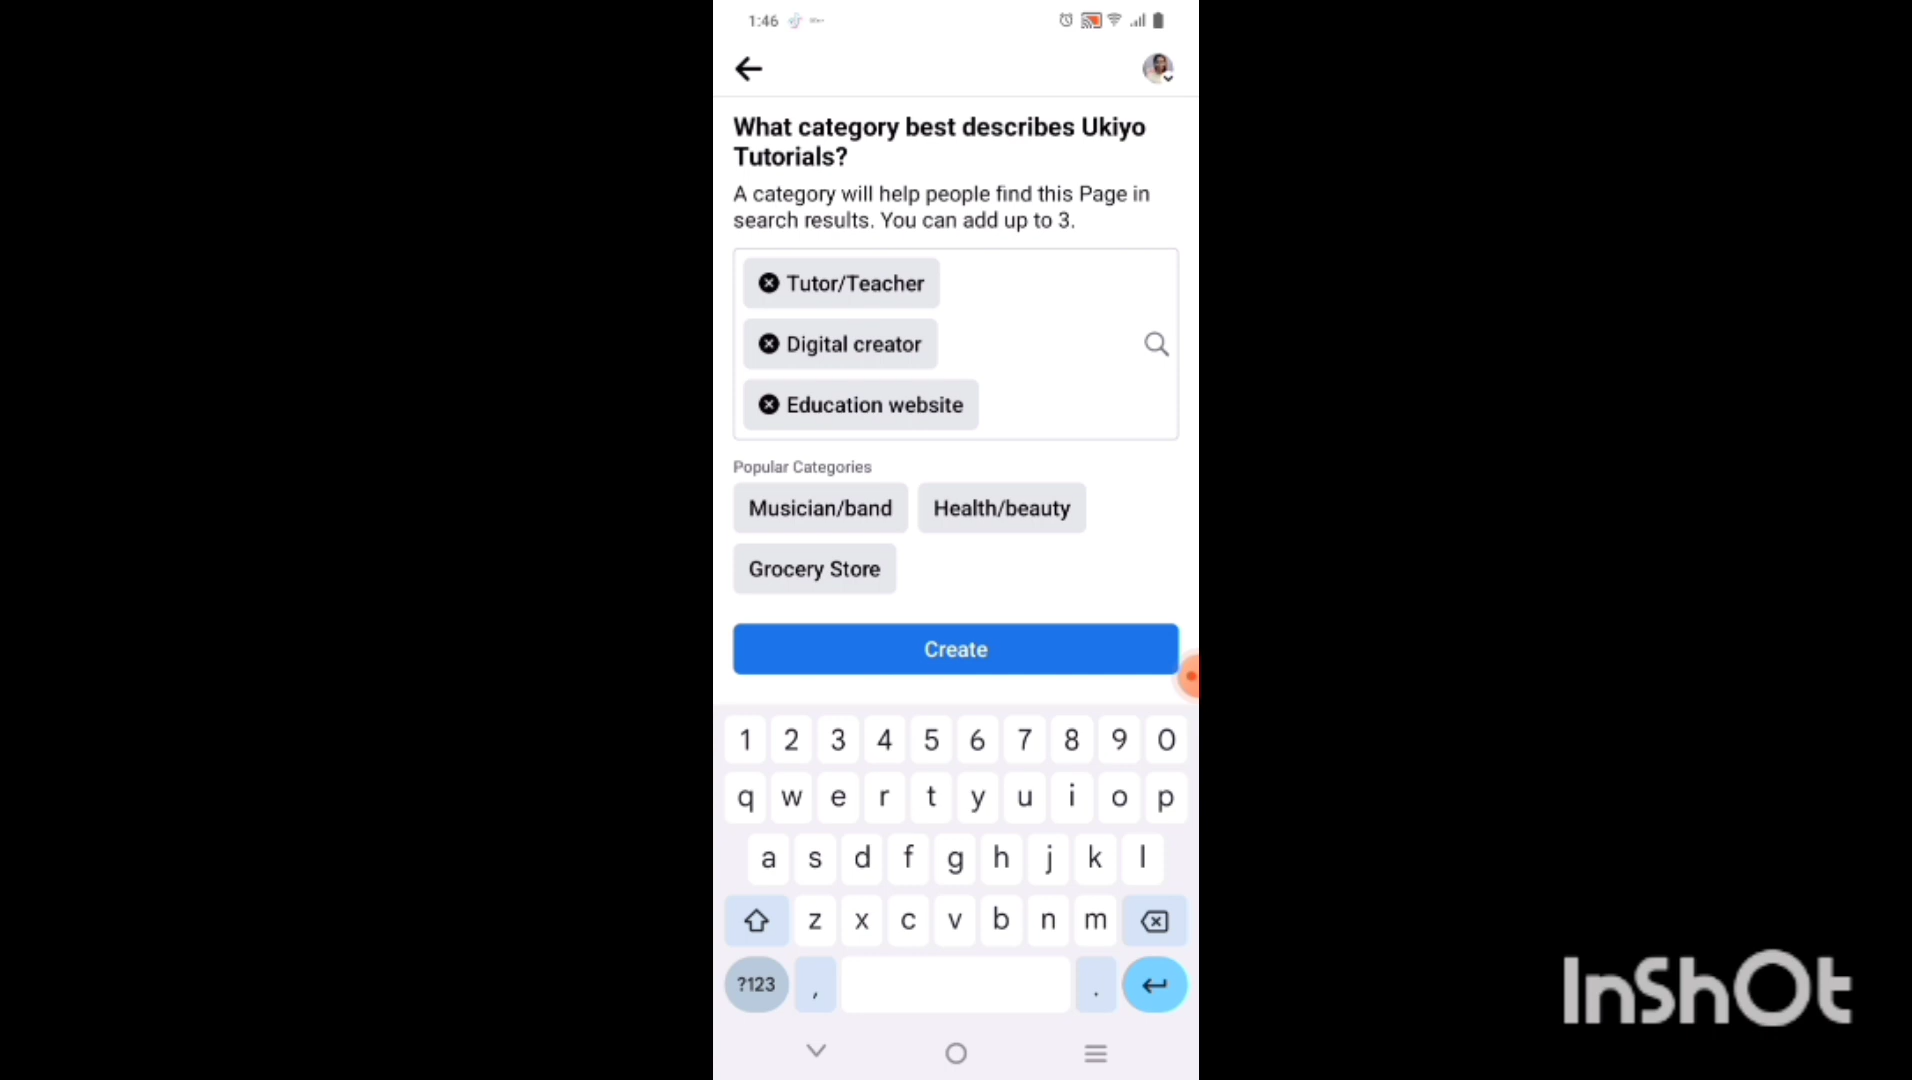 1:46
What category best describes Ukiyo
Tutorials?
A category will help people find this Page in
search results. You can add up to 3.
Tutor/Teacher
Digital creator
Education website
Popular Categories
Musician/band Health/beauty
Grocery Store
Create
1 2 3 4 5 6 7 8 9 0
q w e r t y u i o p
a s d f g h j k l
z x c v b n m
?123 , .
InShOt